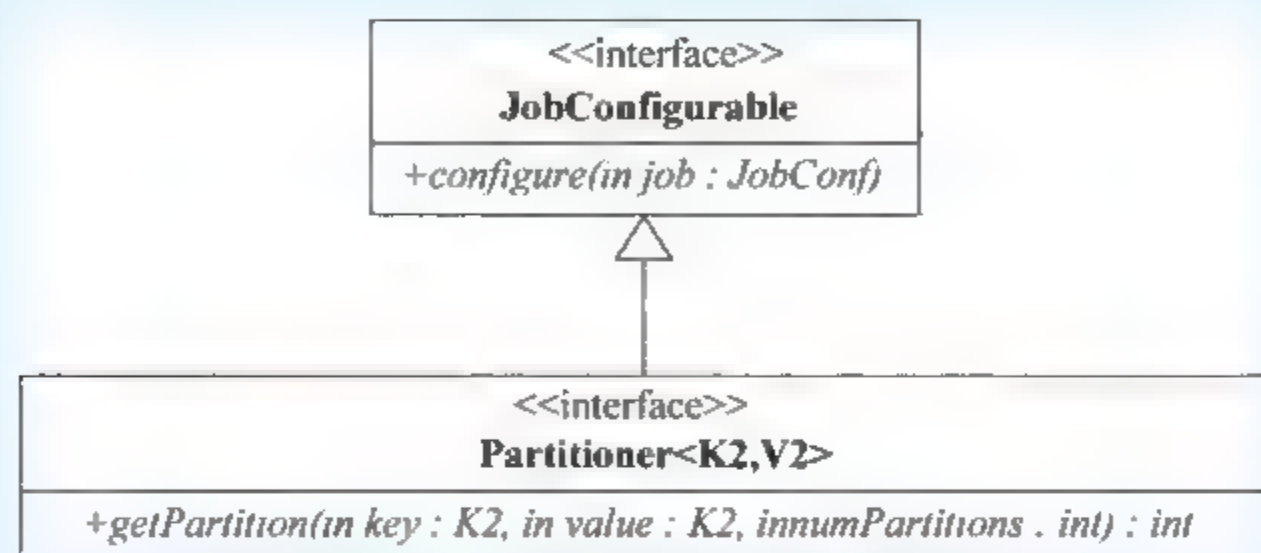 <<interface>>
JobConfigurable
+configure(in job : JobConf)
<<interface>>
Partitioner<K2,V2>
+getPartition(in key : K2, in value : K2, innumPartitions . int) : int